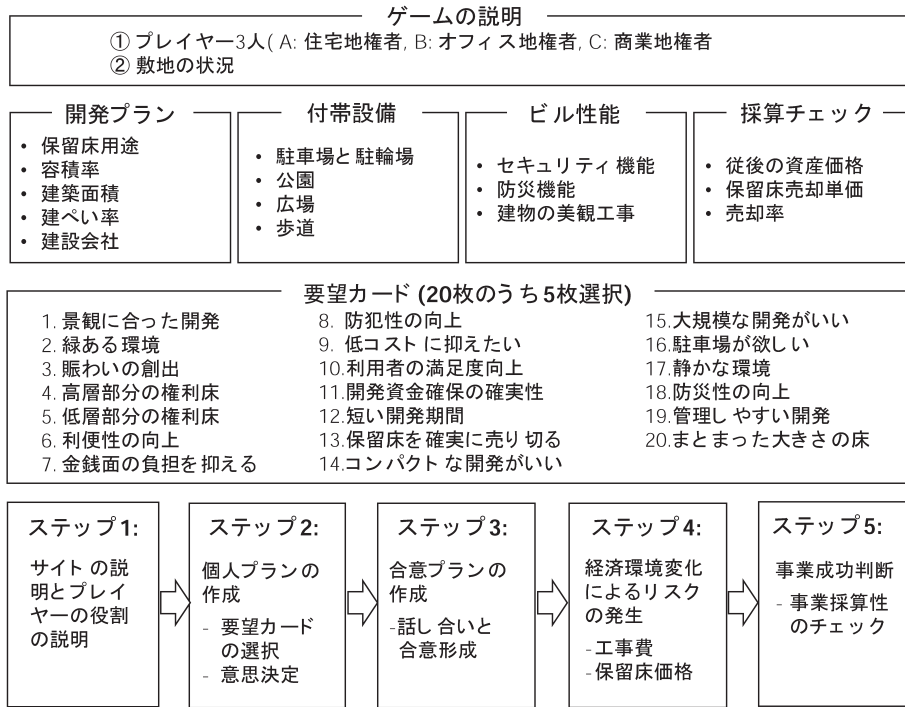 ゲームの説明
① プレイヤー3人( A: 住宅地権者, B: オフィス地権者, C: 商業地権者
② 敷地の状況
開発プラン
• 保留床用途
• 容積率
• 建築面積
• 建ぺい率
• 建設会社
付帯設備
• 駐車場と駐輪場
• 公園
• 広場
• 歩道
ビル性能
• セキュリティ機能
• 防災機能
• 建物の美観工事
採算チェック
• 従後の資産価格
• 保留床売却単価
• 売却率
要望カード (20枚のうち5枚選択)
1. 景観に合った開発
2. 緑ある環境
3. 賑わいの創出
4. 高層部分の権利床
5. 低層部分の権利床
6. 利便性の向上
7. 金銭面の負担を抑える
8. 防犯性の向上
9. 低コストに抑えたい
10. 利用者の満足度向上
11. 開発資金確保の確実性
12. 短い開発期間
13. 保留床を確実に売り切る
14. コンパクトな開発がいい
15. 大規模な開発がいい
16. 駐車場が欲しい
17. 静かな環境
18. 防災性の向上
19. 管理しやすい開発
20. まとまった大きさの床
ステップ1:
サイトの説
明とプレイ
ヤーの役割
の説明
ステップ2:
個人プランの
作成
- 要望カード
の選択
- 意思決定
ステップ3:
合意プランの
作成
-話し合いと
合意形成
ステップ4:
経済環境変化
によるリスク
の発生
-工事費
-保留床価格
ステップ5:
事業成功判断
- 事業採算性
のチェック